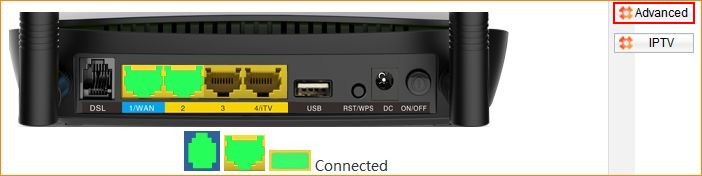 Advanced
IPTV
DSL 1/WAN 2 3 4/iTV USB RST/WPS DC ON/OFF
Connected